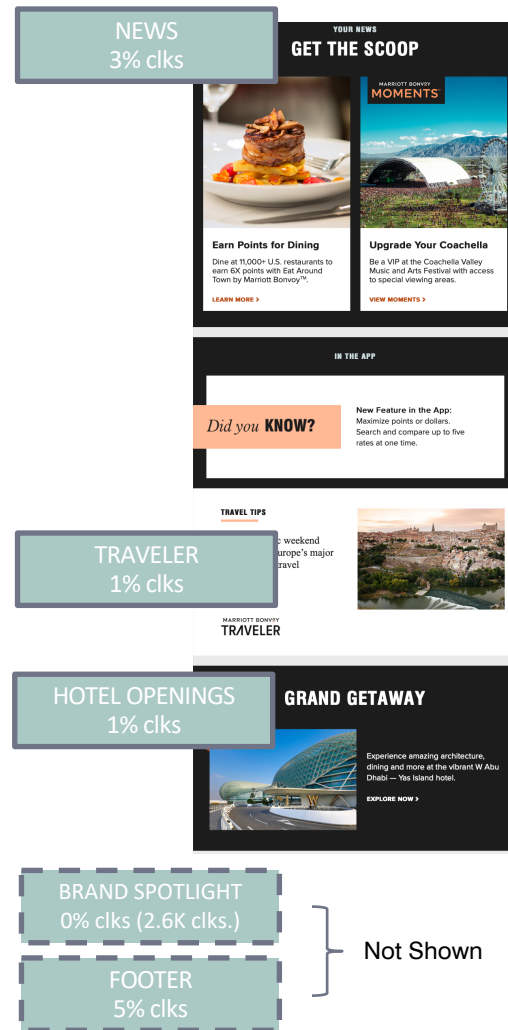 NEWS
3% clks
YOUR NEWS
GET THE SCOOP
MARRIOTT BONVOY
MOMENTS
Earn Points for Dining
Dine at 11,000+ U.S. restaurants to
earn 6X points with Eat Around
Town by Marriott Bonvoy™.
LEARN MORE >
Upgrade Your Coachella
Be a VIP at the Coachella Valley
Music and Arts Festival with access
to special viewing areas.
VIEW MOMENTS >
IN THE APP
Did you KNOW?
New Feature in the App:
Maximize points or dollars.
Search and compare up to five
rates at one time.
TRAVEL TIPS
weekend
urope's major
ravel
TRAVELER
1% clks
MARRIOTT BONVOY
TRAVELER
HOTEL OPENINGS
1% clks
GRAND GETAWAY
Experience amazing architecture,
dining and more at the vibrant W Abu
Dhabi — Yas Island hotel.
EXPLORE NOW >
BRAND SPOTLIGHT
0% clks (2.6K clks.)
Not Shown
FOOTER
5% clks